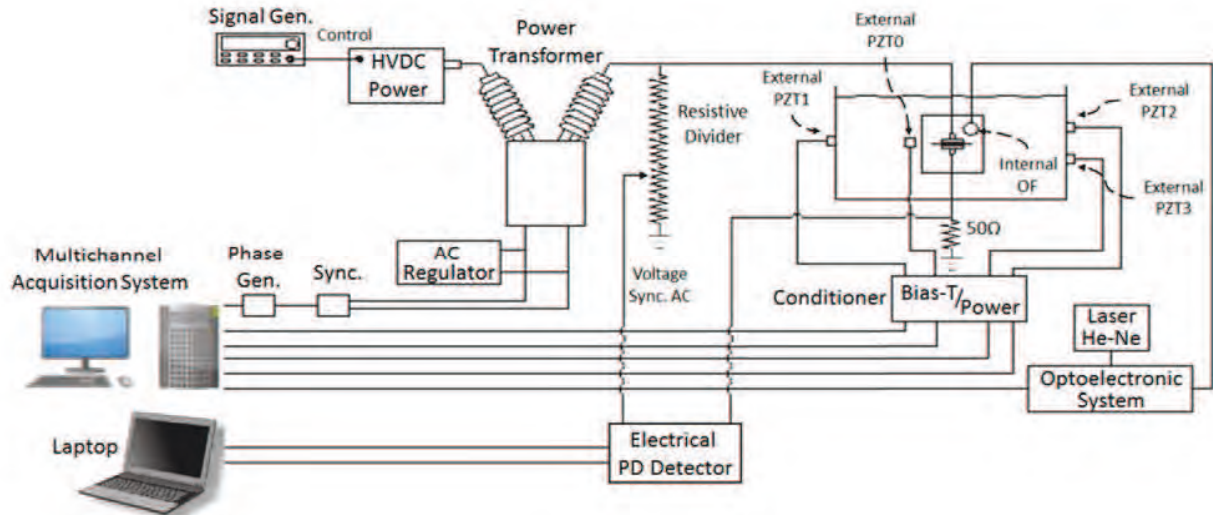 Signal Gen.
Control
HVDC
Power
Power
Transformer
Resistive
Divider
External
PZT0
External
PZT1
External
PZT2
External
PZT3
Internal
OF
50Ω
AC
Regulator
Voltage
Sync. AC
Multichannel
Acquisition System
Phase
Gen.
Sync.
Conditioner
Bias-T/Power
Laser
He-Ne
Optoelectronic
System
Laptop
Electrical
PD Detector